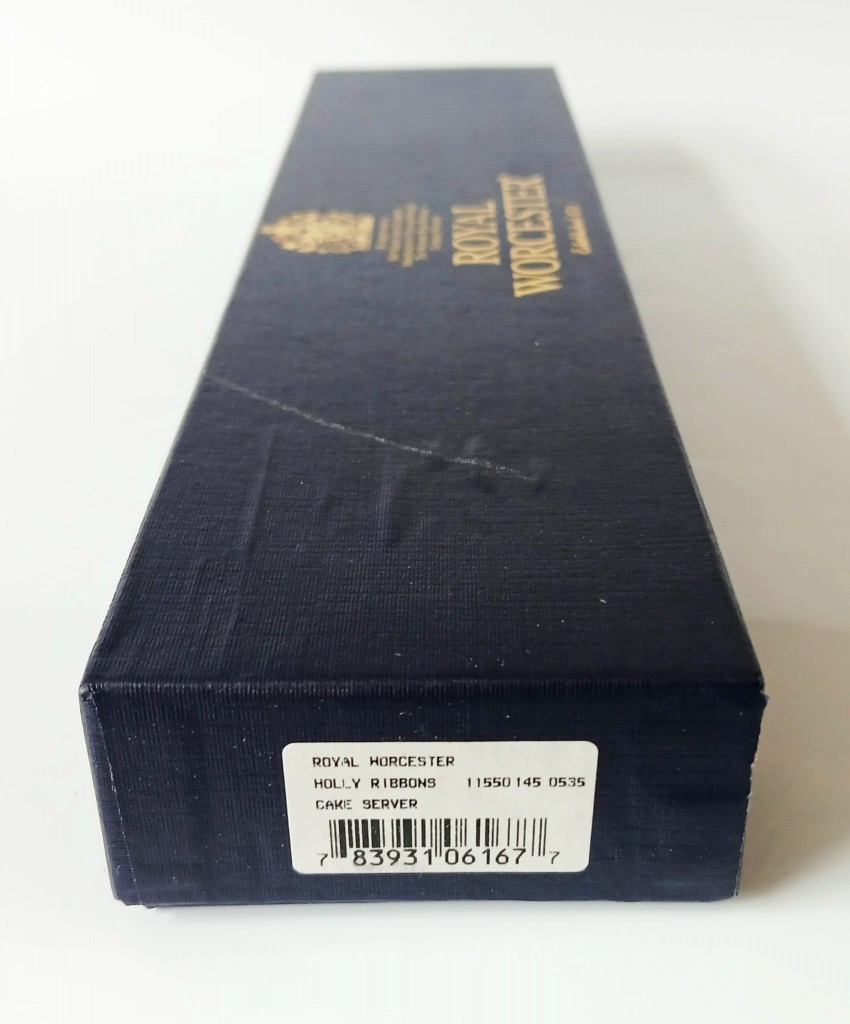 ROYAL
WORCESTER
ROYAL WORCESTER
HOLLY RIBBONS 11550 145 0535
CAKE SERVER
7 83931 06167 7